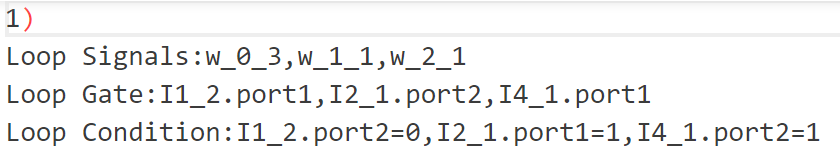 1)
Loop Signals:w_0_3,w_1_1,w_2_1
Loop Gate:I1_2.port1,I2_1.port2,I4_1.port1
Loop Condition:I1_2.port2=0,I2_1.port1=1,I4_1.port2=1